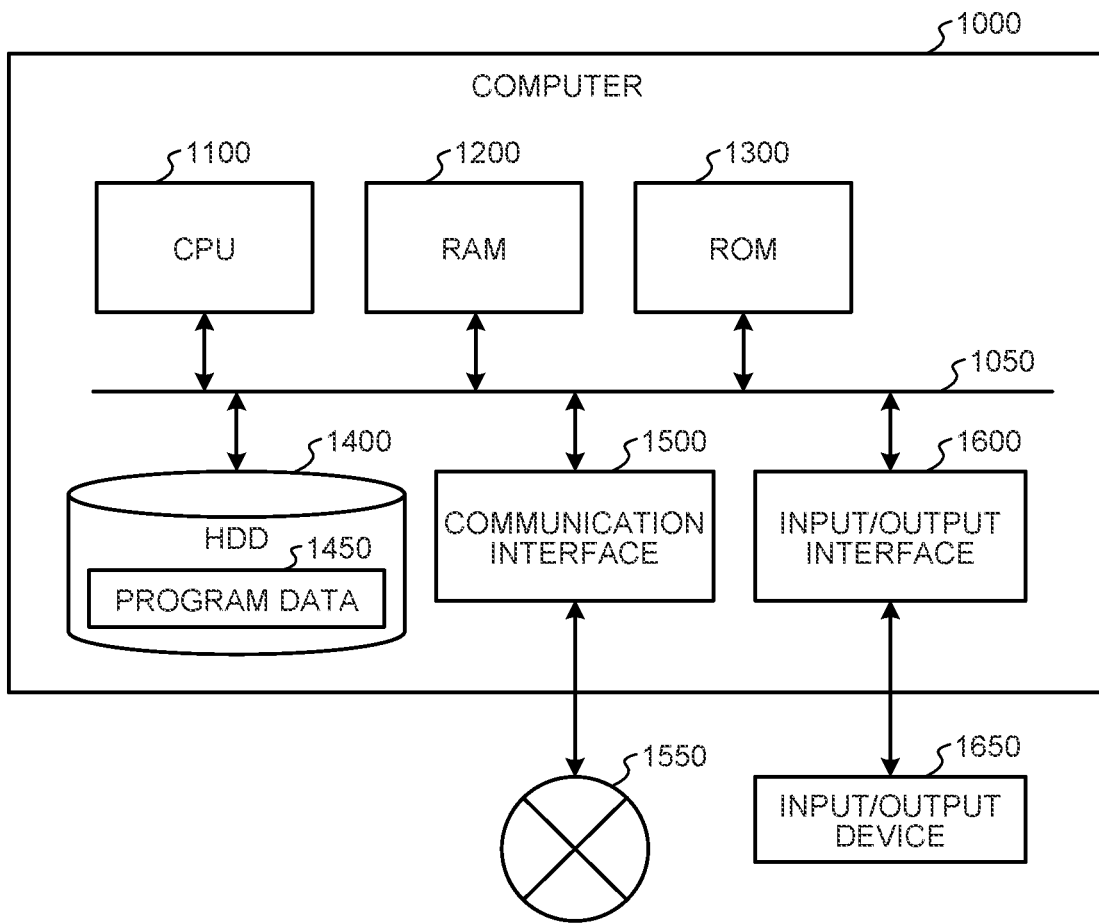 1000
COMPUTER
1100
1200
1300
CPU
RAM
ROM
1050
1400
1500
1600
HDD
1450
PROGRAM DATA
COMMUNICATION
INTERFACE
INPUT/OUTPUT
INTERFACE
1550
1650
INPUT/OUTPUT
DEVICE